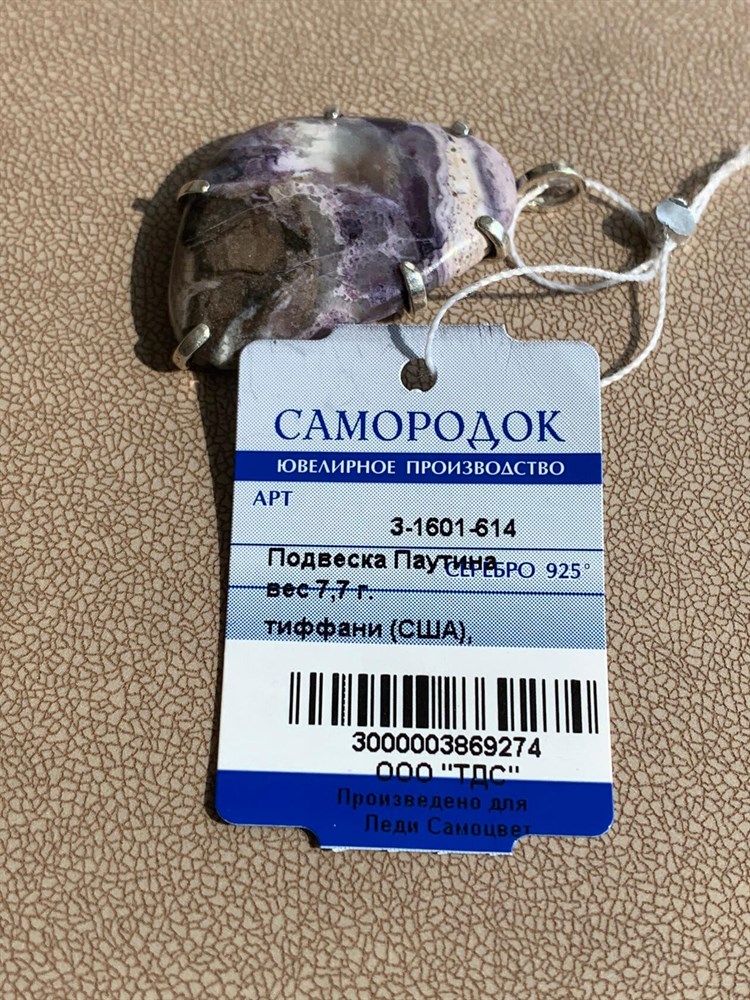 САМОРОДОК
ЮВЕЛИРНОЕ ПРОИЗВОДСТВО
АРТ
3-1601-614
Подвеска Паутина
СЕРЕБРО 925°
вес 7,7 г.
тиффани (США),
3000003869274
ООО "ТДС"
Произведено для
Леди Самоцвет